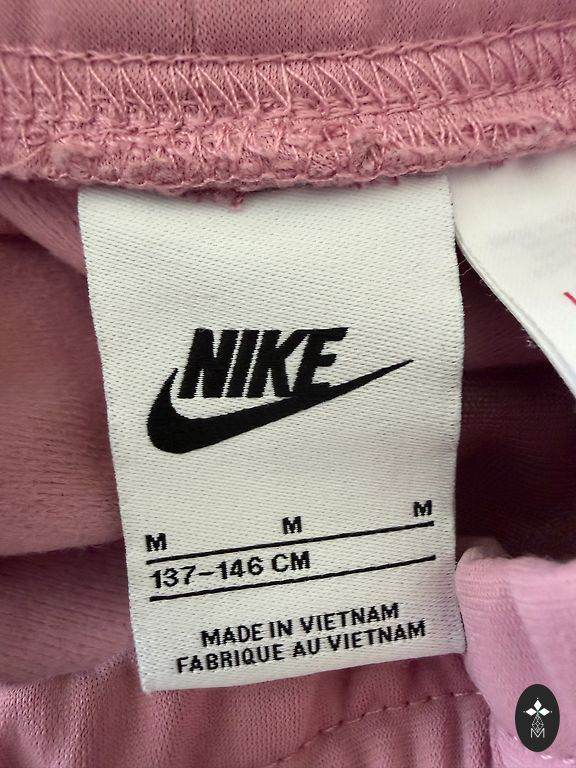 NIKE
M M M
137-146 CM
MADE IN VIETNAM
FABRIQUE AU VIETNAM
M